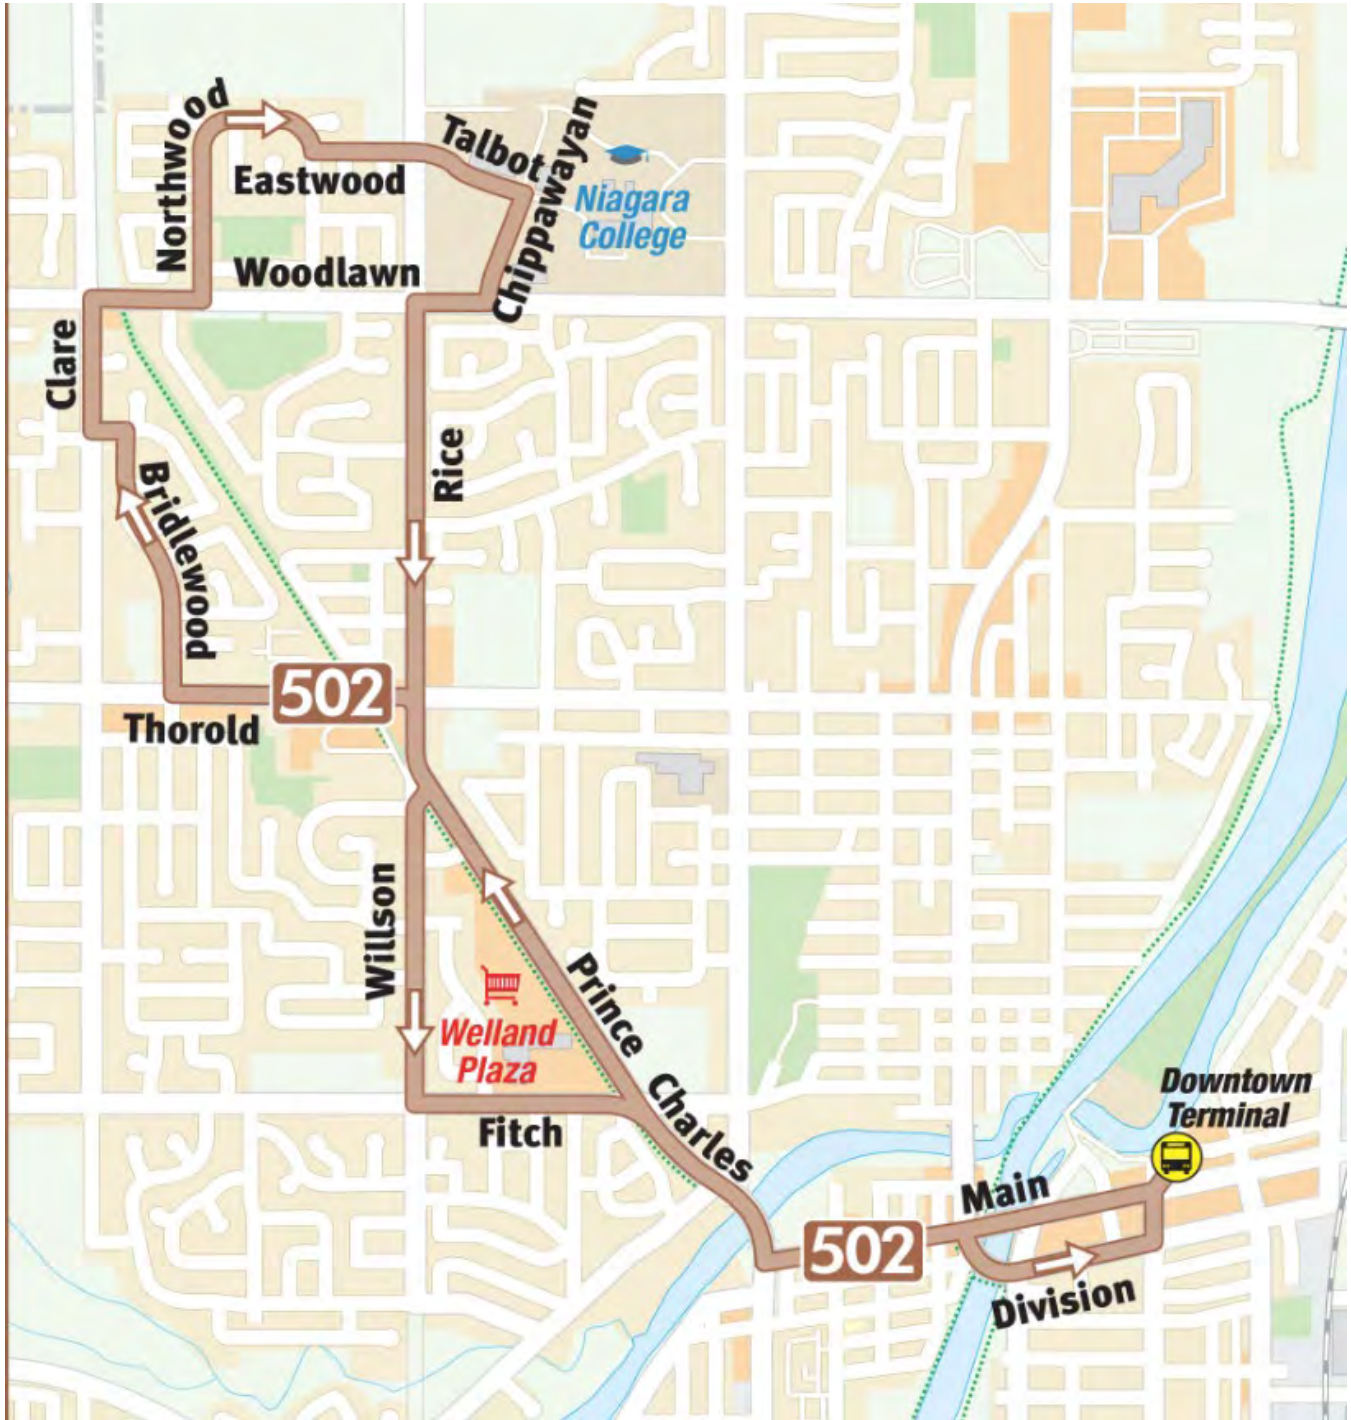 Northwood
Talbot
Chippawayan
Eastwood
Niagara
College
Woodlawn
Clare
Rice
Bridlewood
502
Thorold
Willson
Prince Charles
Welland
Plaza
Fitch
Downtown
Terminal
Main
502
Division